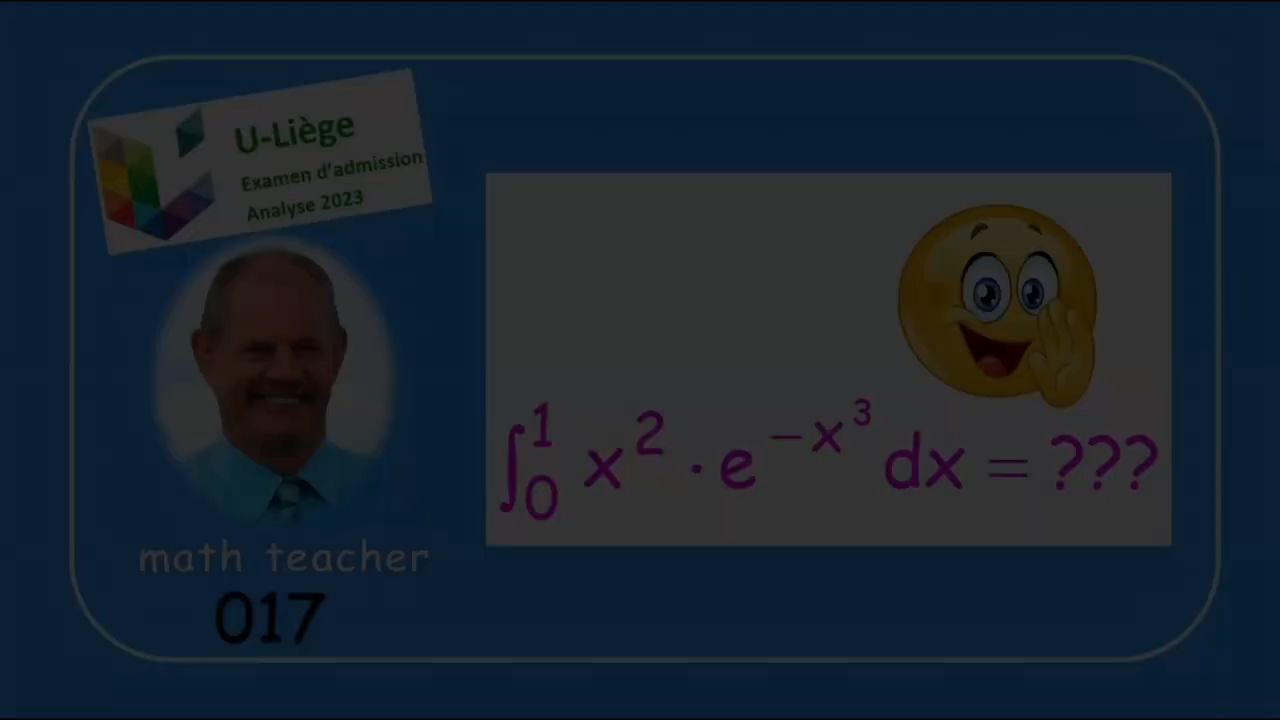 U-Liège
Examen d'admission
Analyse 2023
∫₀¹ x² · e^(−x³) dx = ???
math teacher
017